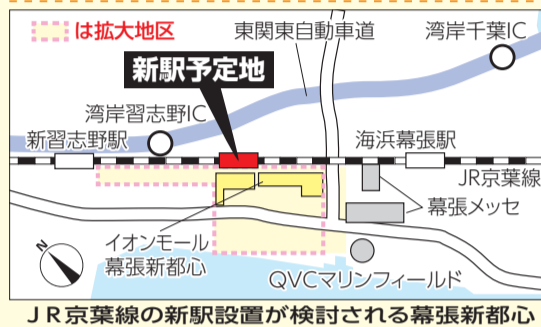 は拡大地区
東関東自動車道
湾岸千葉IC
新駅予定地
湾岸習志野IC
新習志野駅
海浜幕張駅
JR京葉線
幕張メッセ
イオンモール
幕張新都心
N
QVCマリンフィールド
JR京葉線の新駅設置が検討される幕張新都心